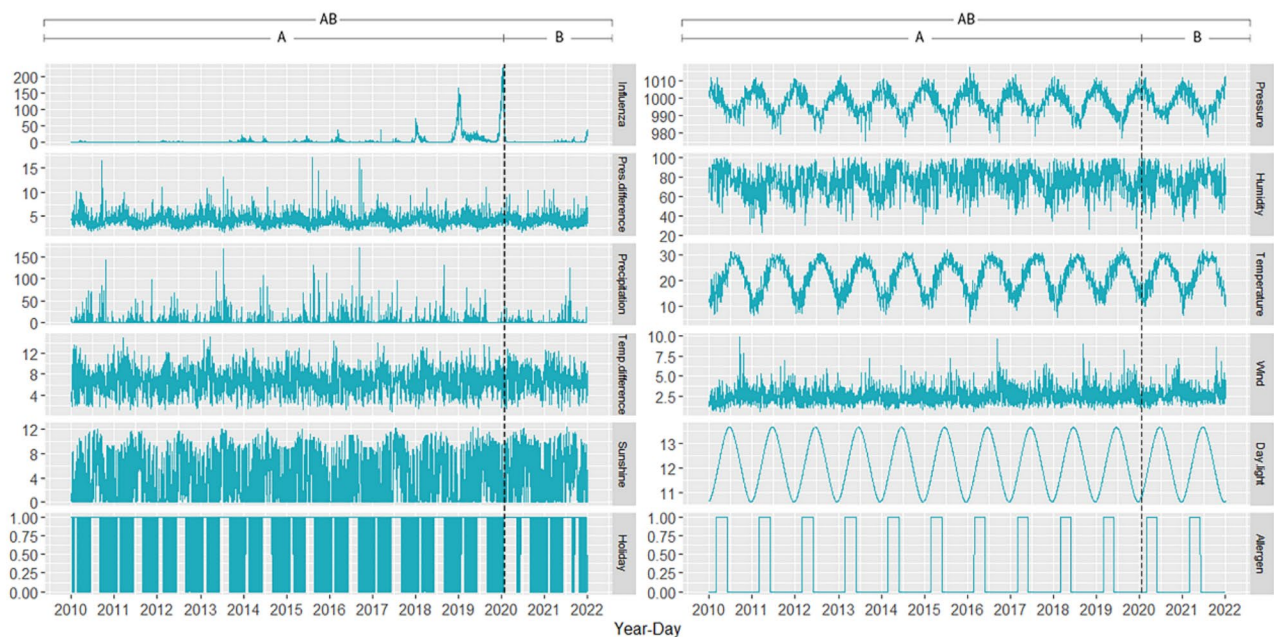 AB
A B
200
150
100
50
0
Influenza
15
10
5
Pres.difference
150
100
50
0
Precipitation
12
8
4
Temp.difference
12
8
4
0
Sunshine
1.00
0.75
0.50
0.25
0.00
Holiday
2010 2011 2012 2013 2014 2015 2016 2017 2018 2019 2020 2021 2022
AB
A B
1010
1000
990
980
Pressure
100
80
60
40
20
Humidity
30
20
10
Temperature
10.0
7.5
5.0
2.5
Wind
13
12
11
Day.light
1.00
0.75
0.50
0.25
0.00
Allergen
2010 2011 2012 2013 2014 2015 2016 2017 2018 2019 2020 2021 2022
Year-Day